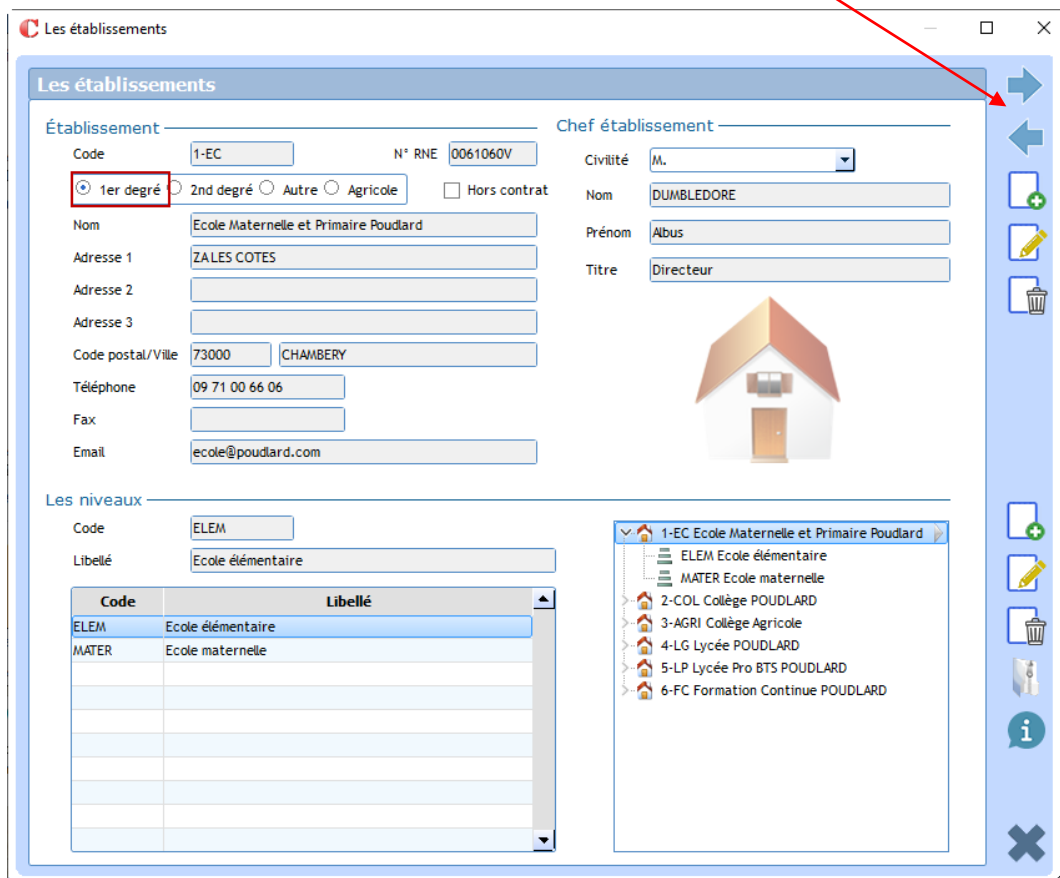 Les établissements
Les établissements
Établissement
Code 1-EC N° RNE 0061060V
1er degré 2nd degré Autre Agricole Hors contrat
Nom Ecole Maternelle et Primaire Poudlard
Adresse 1 ZA LES COTES
Adresse 2
Adresse 3
Code postal/Ville 73000 CHAMBERY
Téléphone 09 71 00 66 06
Fax
Email ecole@poudlard.com
Chef établissement
Civilité M.
Nom DUMBLEDORE
Prénom Albus
Titre Directeur
Les niveaux
Code ELEM
Libellé Ecole élémentaire
Code Libellé
ELEM Ecole élémentaire
MATER Ecole maternelle
1-EC Ecole Maternelle et Primaire Poudlard
ELEM Ecole élémentaire
MATER Ecole maternelle
2-COL Collège POUDLARD
3-AGRI Collège Agricole
4-LG Lycée POUDLARD
5-LP Lycée Pro BTS POUDLARD
6-FC Formation Continue POUDLARD